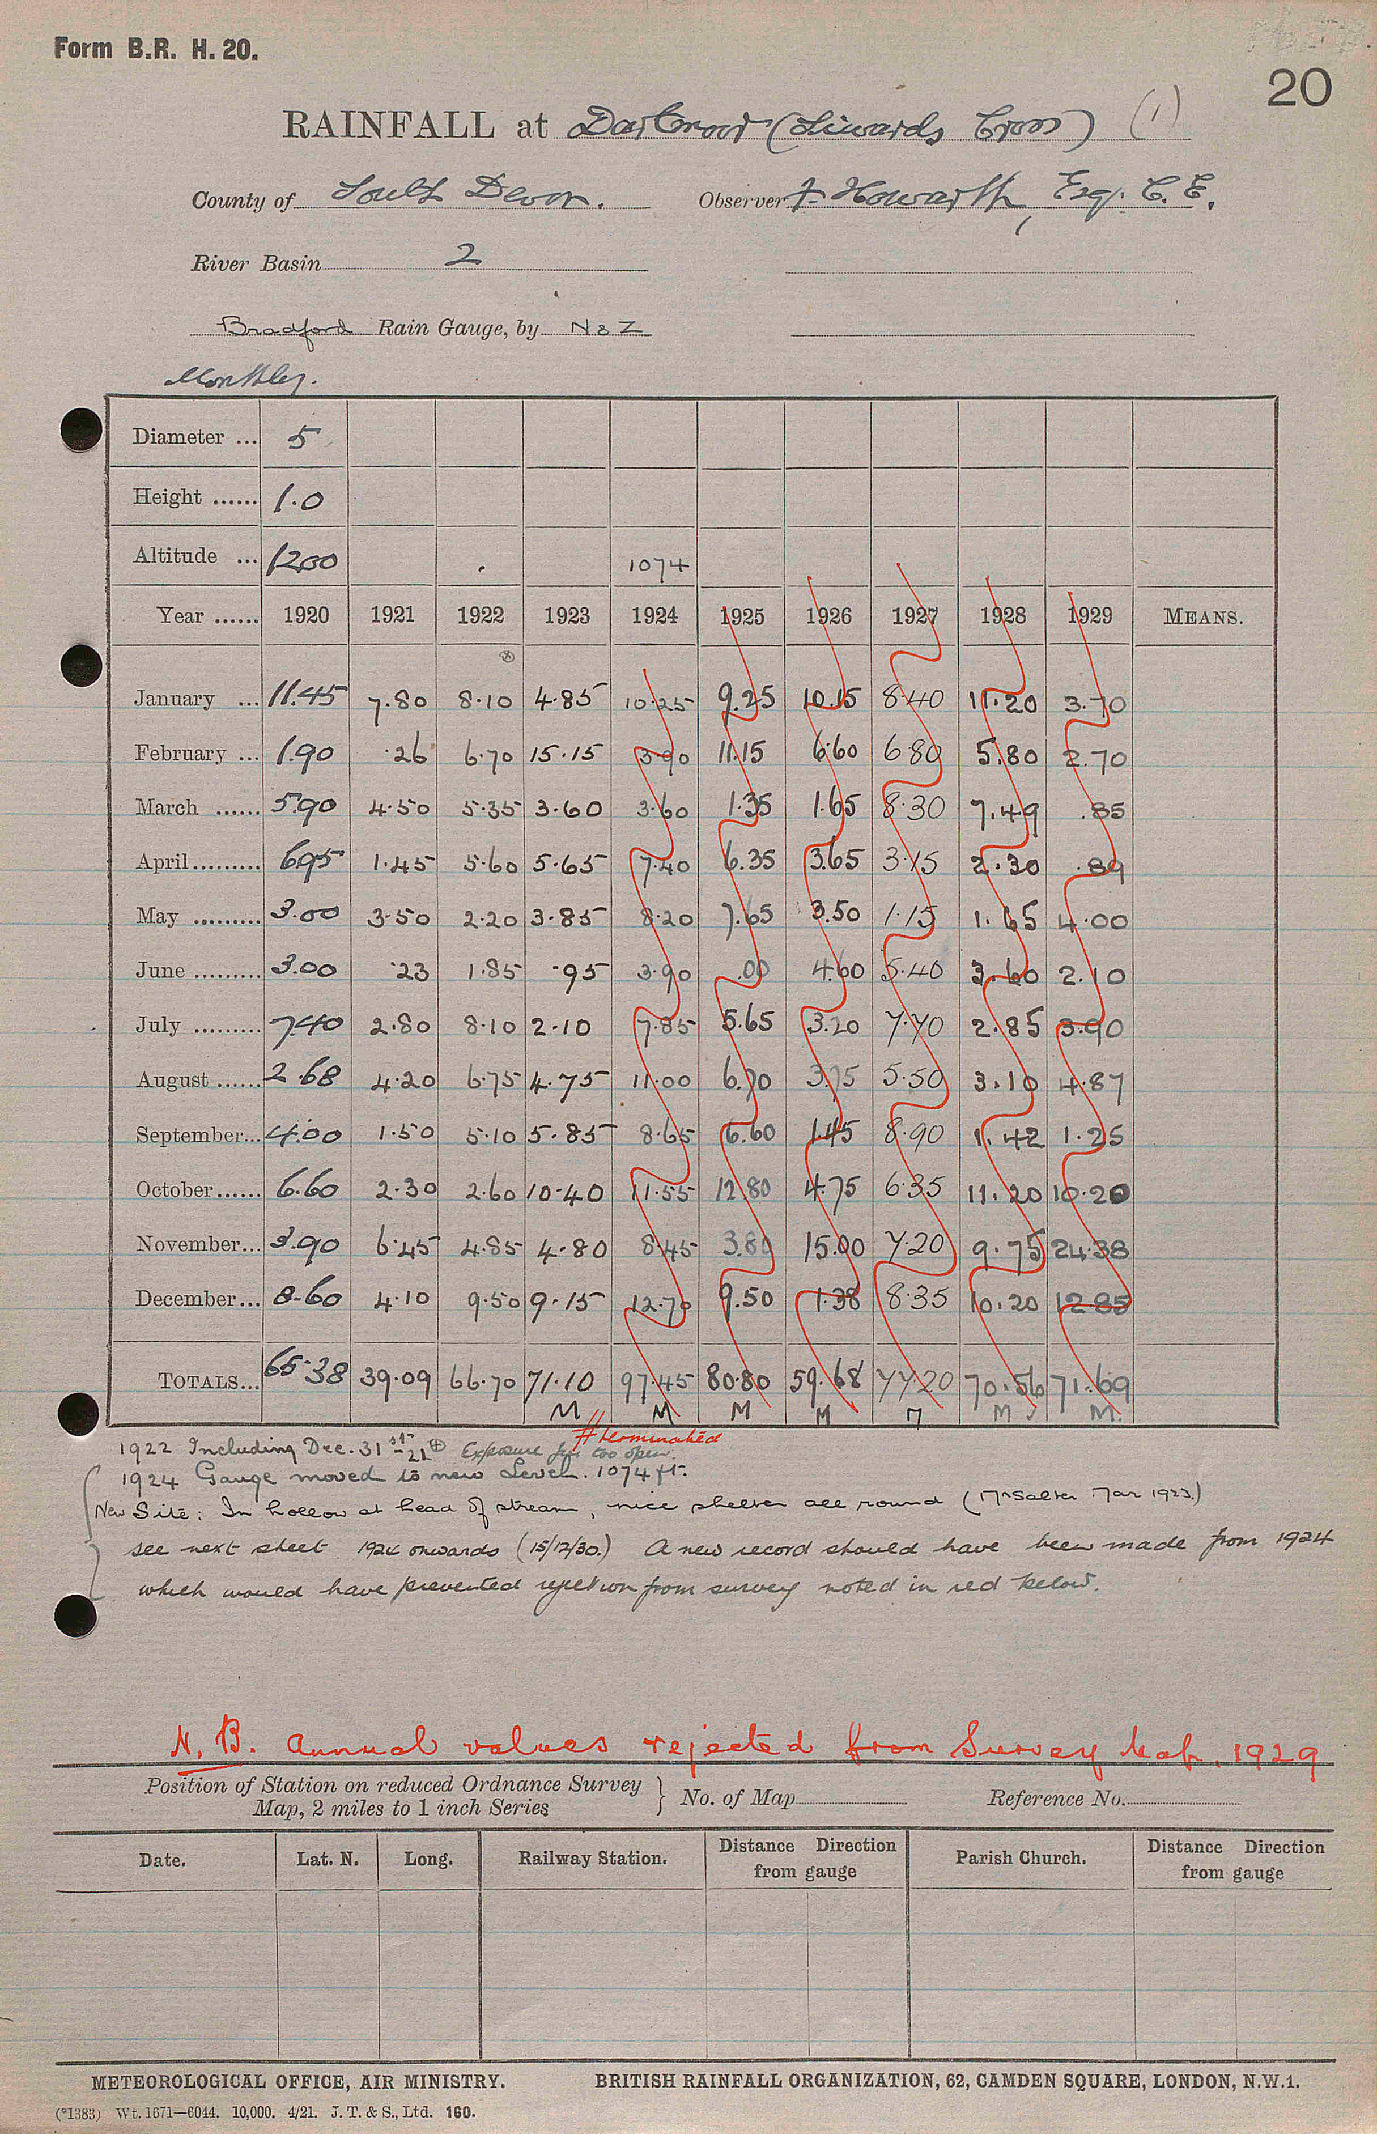 Form B.R. H. 20.
20
RAINFALL at Dartmoor (Siwards Cross) (1)
County of South Devon. Observer F. Howarth, Esq. C.E.
River Basin 2
Bradford Rain Gauge, by N & Z
Monthly.
Diameter ... 5
Height ...... 1.0
Altitude ... 1200 1074
Year ...... 1920 1921 1922 1923 1924 1925 1926 1927 1928 1929 MEANS.
January ... 11.45 7.80 8.10 4.85 10.25 9.25 10.15 8.40 11.20 3.70
February ... 1.90 .26 6.70 15.15 3.90 11.15 6.60 6.80 5.80 2.70
March ...... 5.90 4.50 5.35 3.60 3.60 1.35 1.65 8.30 7.49 .85
April......... 6.95 1.45 5.60 5.65 7.40 6.35 3.65 3.15 2.30 .89
May ......... 3.00 3.50 2.20 3.85 8.20 7.65 3.50 1.15 1.65 4.00
June ......... 3.00 .23 1.85 .95 3.90 .00 4.60 5.40 3.60 2.10
July ......... 7.40 2.80 8.10 2.10 7.85 5.65 3.20 7.70 2.85 3.90
August ...... 2.68 4.20 6.75 4.75 11.00 6.70 3.75 5.50 3.10 4.87
September... 4.00 1.50 5.10 5.85 8.65 6.60 1.45 8.90 1.42 1.25
October...... 6.60 2.30 2.60 10.40 11.55 12.80 4.75 6.35 11.20 10.20
November... 3.90 6.45 4.85 4.80 8.45 3.80 15.00 7.20 9.75 24.38
December... 8.60 4.10 9.50 9.15 12.70 9.50 1.38 8.35 10.20 12.85
TOTALS... 65.38 39.09 66.70 71.10 97.45 80.80 59.68 77.20 70.56 71.69
M M M M M M M
# terminated
1922 Including Dec. 31st 21 ⊕ Exposure far too open.
1924 Gauge moved to new Level. 1074 ft.
New Site: In hollow at head of stream, nice shelter all round (Mr Salter Mar 1923)
see next sheet 1924 onwards (15/12/30.) A new record should have been made from 1924
which would have prevented rejection from survey noted in red below.
N.B. Annual values rejected from Survey Map. 1929
Position of Station on reduced Ordnance Survey
Map, 2 miles to 1 inch Series } No. of Map Reference No.
Date. Lat. N. Long. Railway Station. Distance Direction from gauge Parish Church. Distance Direction from gauge
METEOROLOGICAL OFFICE, AIR MINISTRY. BRITISH RAINFALL ORGANIZATION, 62, CAMDEN SQUARE, LONDON, N.W.1.
(*1383) Wt. 1671—6044. 10,000. 4/21. J. T. & S., Ltd. 160.